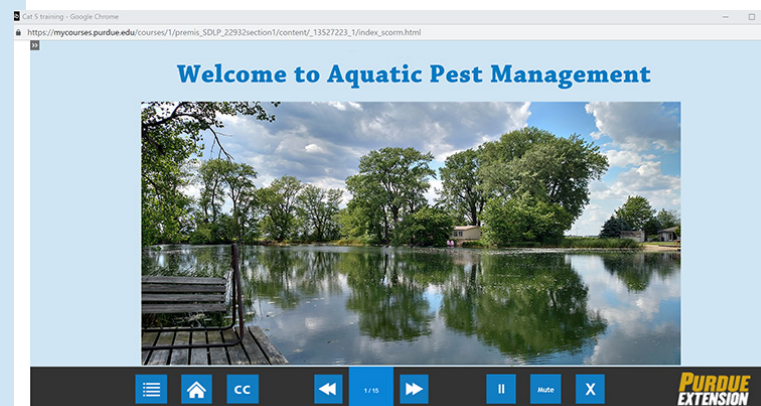 Cat 5 training - Google Chrome
https://mycourses.purdue.edu/courses/1/premis_SDLP_22932section1/content/_13527223_1/index_scorm.html
Welcome to Aquatic Pest Management
CC
1 / 15
Mute
X
PURDUE
EXTENSION